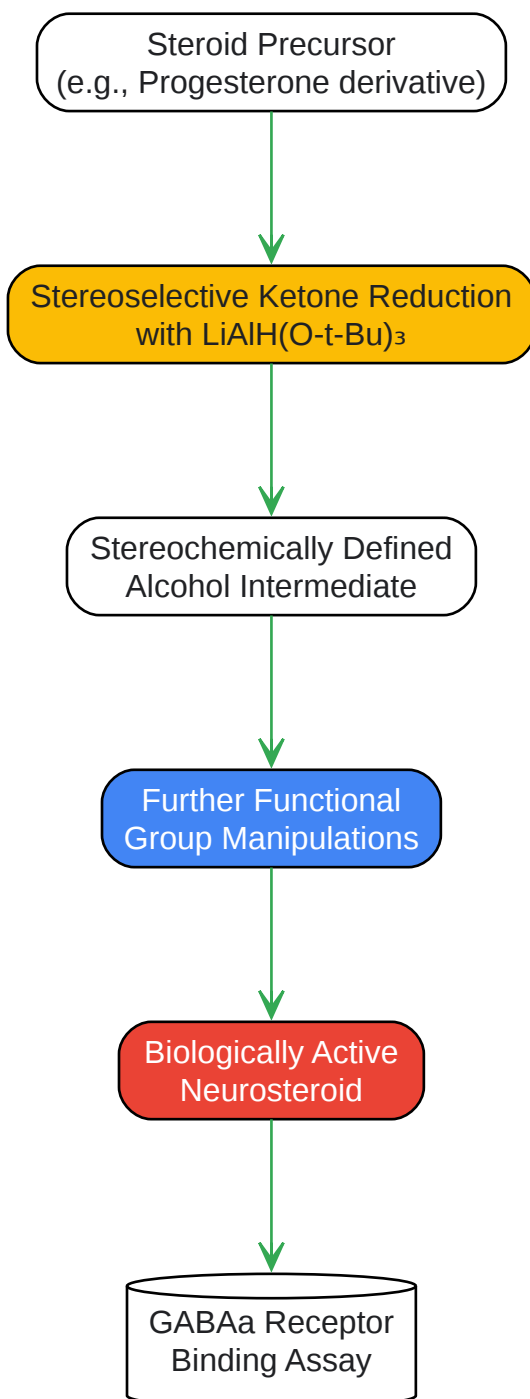 Steroid Precursor
(e.g., Progesterone derivative)
Stereoselective Ketone Reduction
with LiAlH(O-t-Bu)₃
Stereochemically Defined
Alcohol Intermediate
Further Functional
Group Manipulations
Biologically Active
Neurosteroid
GABAa Receptor
Binding Assay